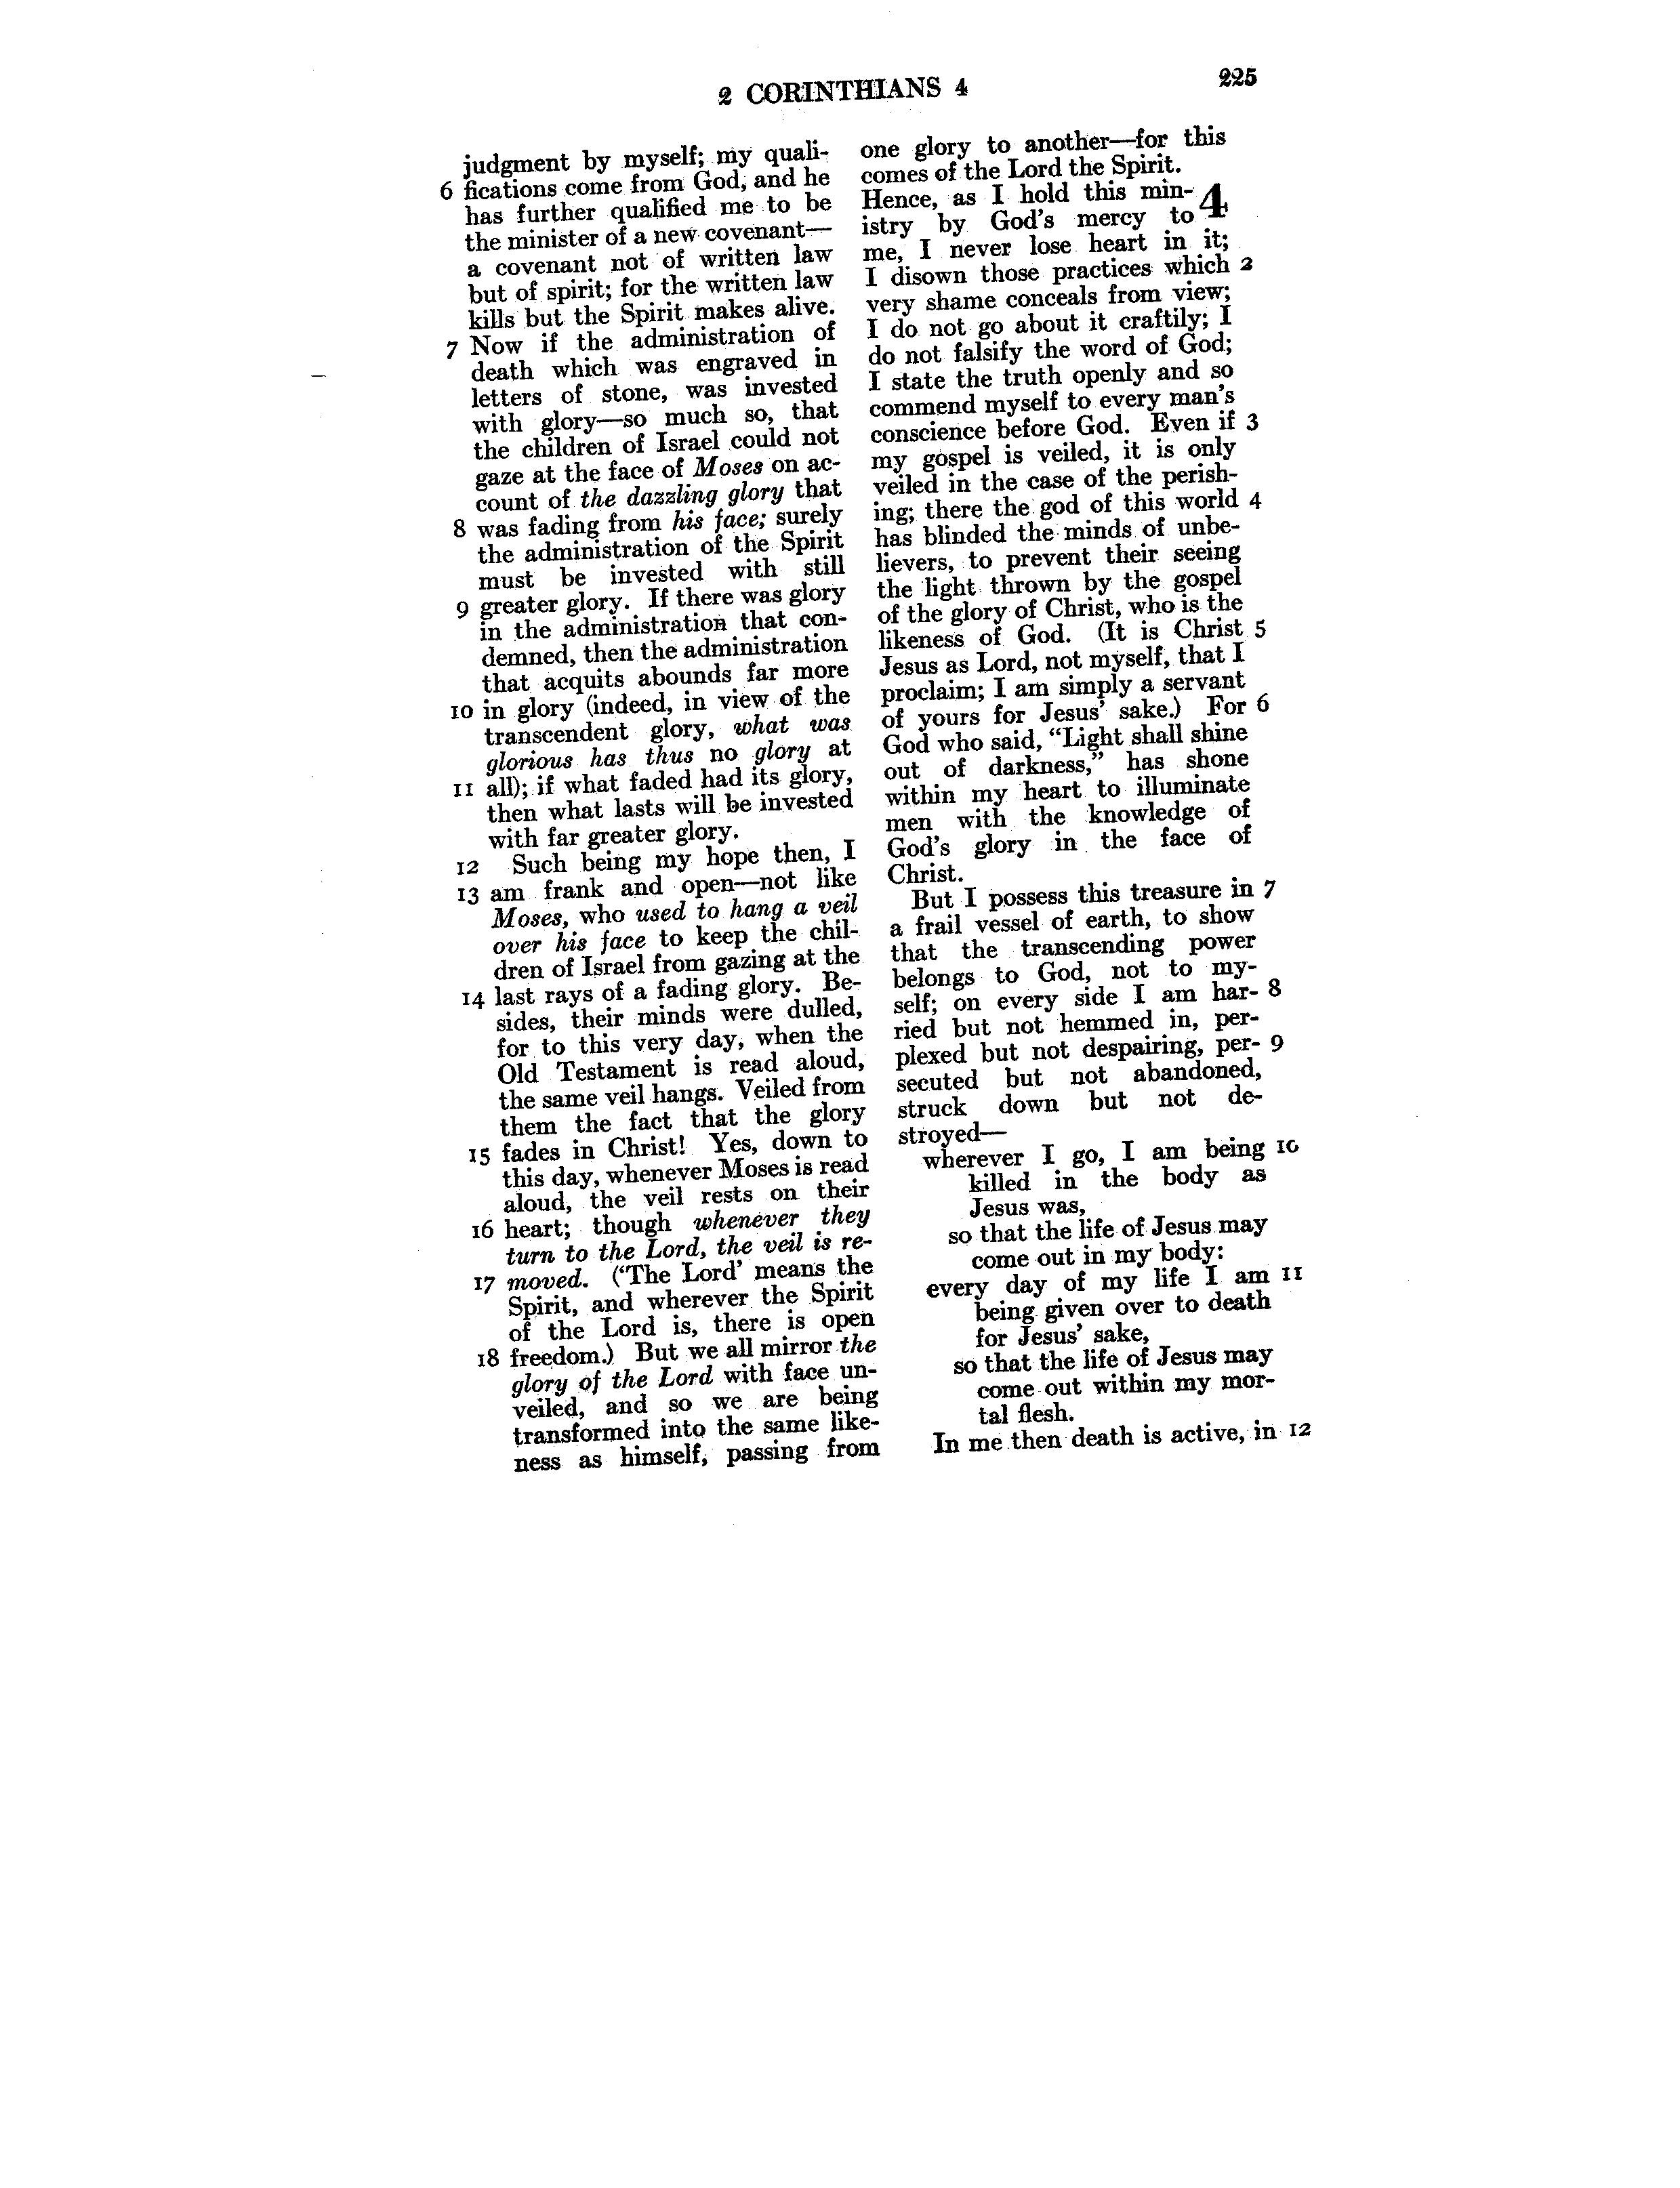 2 CORINTHIANS 4
225
judgment by myself; my quali-
6 fications come from God, and he
has further qualified me to be
the minister of a new covenant—
a covenant not of written law
but of spirit; for the written law
kills but the Spirit makes alive.
7 Now if the administration of
death which was engraved in
letters of stone, was invested
with glory—so much so, that
the children of Israel could not
gaze at the face of Moses on ac-
count of the dazzling glory that
8 was fading from his face; surely
the administration of the Spirit
must be invested with still
9 greater glory. If there was glory
in the administration that con-
demned, then the administration
that acquits abounds far more
10 in glory (indeed, in view of the
transcendent glory, what was
glorious has thus no glory at
11 all); if what faded had its glory,
then what lasts will be invested
with far greater glory.
12 Such being my hope then, I
13 am frank and open—not like
Moses, who used to hang a veil
over his face to keep the chil-
dren of Israel from gazing at the
14 last rays of a fading glory. Be-
sides, their minds were dulled,
for to this very day, when the
Old Testament is read aloud,
the same veil hangs. Veiled from
them the fact that the glory
15 fades in Christ! Yes, down to
this day, whenever Moses is read
aloud, the veil rests on their
16 heart; though whenever they
turn to the Lord, the veil is re-
17 moved. (‘The Lord’ means the
Spirit, and wherever the Spirit
of the Lord is, there is open
18 freedom.) But we all mirror the
glory of the Lord with face un-
veiled, and so we are being
transformed into the same like-
ness as himself, passing from
one glory to another—for this
comes of the Lord the Spirit.
Hence, as I hold this min- 4
istry by God's mercy to
me, I never lose heart in it;
I disown those practices which 2
very shame conceals from view;
I do not go about it craftily; I
do not falsify the word of God;
I state the truth openly and so
commend myself to every man's
conscience before God. Even if 3
my gospel is veiled, it is only
veiled in the case of the perish-
ing; there the god of this world 4
has blinded the minds of unbe-
lievers, to prevent their seeing
the light thrown by the gospel
of the glory of Christ, who is the
likeness of God. (It is Christ 5
Jesus as Lord, not myself, that I
proclaim; I am simply a servant
of yours for Jesus' sake.) For 6
God who said, “Light shall shine
out of darkness,” has shone
within my heart to illuminate
men with the knowledge of
God's glory in the face of
Christ.
But I possess this treasure in 7
a frail vessel of earth, to show
that the transcending power
belongs to God, not to my-
self; on every side I am har- 8
ried but not hemmed in, per-
plexed but not despairing, per- 9
secuted but not abandoned,
struck down but not de-
stroyed—
wherever I go, I am being 10
killed in the body as
Jesus was,
so that the life of Jesus may
come out in my body:
every day of my life I am 11
being given over to death
for Jesus' sake,
so that the life of Jesus may
come out within my mor-
tal flesh.
In me then death is active, in 12